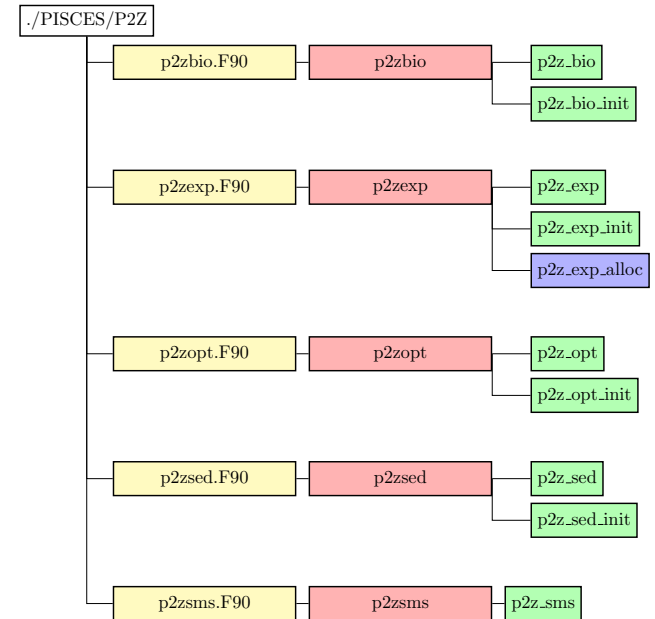 ./PISCES/P2Z
p2zbio.F90 p2zbio p2z_bio
p2z_bio_init
p2zexp.F90 p2zexp p2z_exp
p2z_exp_init
p2z_exp_alloc
p2zopt.F90 p2zopt p2z_opt
p2z_opt_init
p2zsed.F90 p2zsed p2z_sed
p2z_sed_init
p2zsms.F90 p2zsms p2z_sms